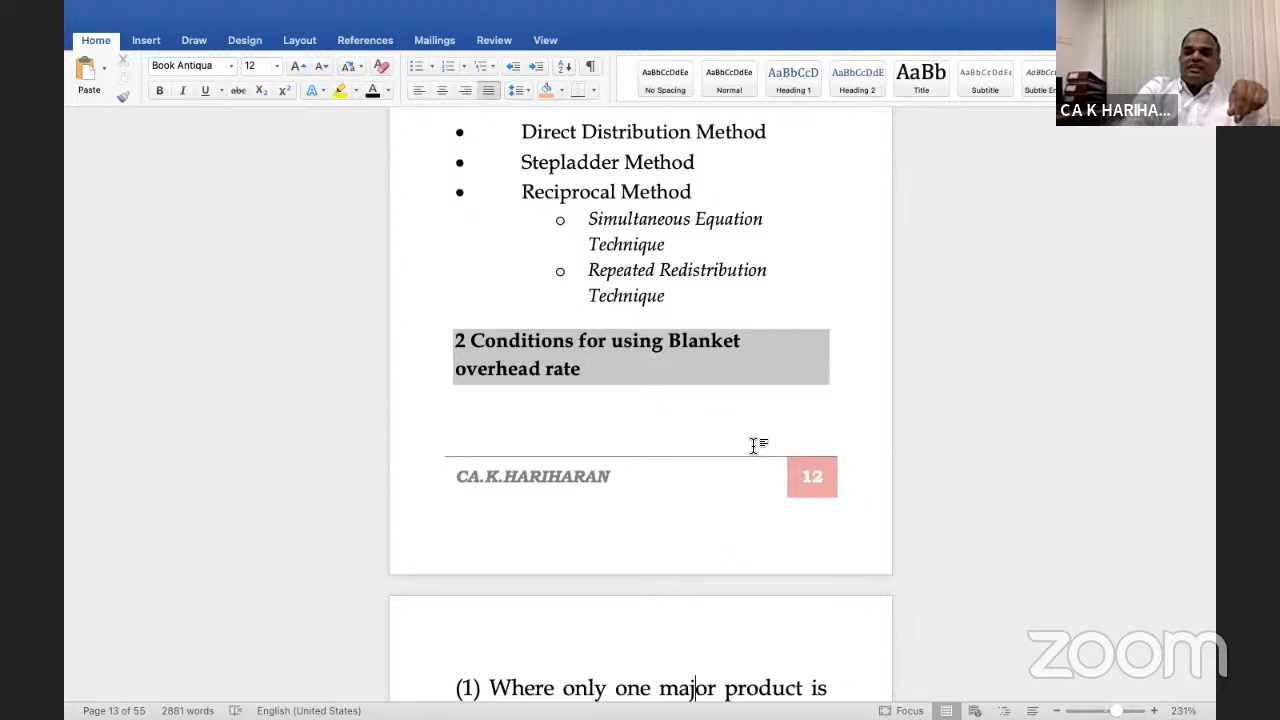 Home Insert Draw Design Layout References Mailings Review View
Paste
Book Antiqua 12
AaBbCcDdEe AaBbCcDdEe AaBbCcD AaBbCcDdE AaBb AaBbCcDdEe
No Spacing Normal Heading 1 Heading 2 Title Subtitle Subtle
C A K HARIHA...
• Direct Distribution Method
• Stepladder Method
• Reciprocal Method
o Simultaneous Equation
Technique
o Repeated Redistribution
Technique
2 Conditions for using Blanket
overhead rate
CA.K.HARIHARAN 12
zoom
(1) Where only one major product is
Page 13 of 55 2881 words English (United States) Focus 231%